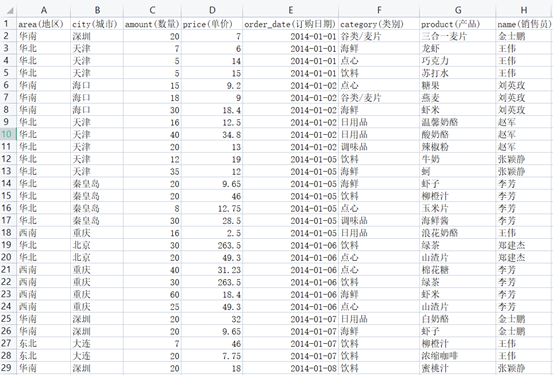 A B C D E F G H
1 area(地区) city(城市) amount(数量) price(单价) order_date(订购日期) category(类别) product(产品) name(销售员)
2 华南 深圳 20 7 2014-01-01 谷类/麦片 三合一麦片 金士鹏
3 华北 天津 7 6 2014-01-01 海鲜 龙虾 王伟
4 华北 天津 5 14 2014-01-01 点心 巧克力 王伟
5 华北 天津 5 15 2014-01-01 饮料 苏打水 王伟
6 华南 海口 15 9.2 2014-01-02 点心 糖果 刘英玫
7 华南 海口 18 9 2014-01-02 谷类/麦片 燕麦 刘英玫
8 华南 海口 30 18.4 2014-01-02 海鲜 虾米 刘英玫
9 华北 天津 16 12.5 2014-01-02 日用品 温馨奶酪 赵军
10 华北 天津 40 34.8 2014-01-02 日用品 酸奶酪 赵军
11 华北 天津 20 13 2014-01-02 调味品 辣椒粉 赵军
12 华北 天津 12 19 2014-01-05 饮料 牛奶 张颖静
13 华北 天津 35 12 2014-01-05 海鲜 蚵 张颖静
14 华北 秦皇岛 20 9.65 2014-01-05 海鲜 虾子 李芳
15 华北 秦皇岛 20 46 2014-01-05 饮料 柳橙汁 李芳
16 华北 秦皇岛 8 12.75 2014-01-05 点心 玉米片 李芳
17 华北 秦皇岛 30 28.5 2014-01-05 调味品 海鲜酱 李芳
18 西南 重庆 16 2.5 2014-01-05 日用品 浪花奶酪 王伟
19 华北 北京 30 263.5 2014-01-06 饮料 绿茶 郑建杰
20 华北 北京 20 49.3 2014-01-06 点心 山渣片 郑建杰
21 西南 重庆 40 31.23 2014-01-06 点心 棉花糖 李芳
22 西南 重庆 30 263.5 2014-01-06 饮料 绿茶 李芳
23 西南 重庆 60 18.4 2014-01-06 海鲜 虾米 李芳
24 西南 重庆 25 49.3 2014-01-06 点心 山渣片 李芳
25 华南 深圳 20 32 2014-01-07 日用品 白奶酪 金士鹏
26 华南 深圳 20 9.65 2014-01-07 海鲜 虾子 金士鹏
27 东北 大连 7 46 2014-01-07 饮料 柳橙汁 王伟
28 东北 大连 20 7.75 2014-01-07 饮料 浓缩咖啡 王伟
29 华南 深圳 20 18 2014-01-08 饮料 蜜桃汁 张颖静